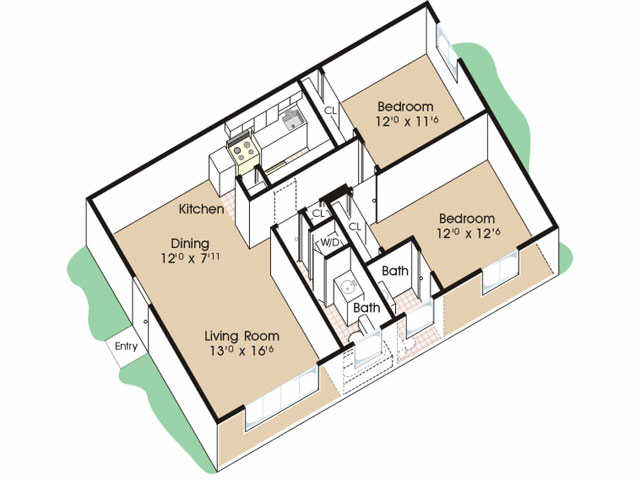 Bedroom
12'0 x 11'6
CL
Kitchen
Dining
12'0 x 7'11
CL
CL
W/D
Bedroom
12'0 x 12'6
Bath
Bath
Living Room
13'0 x 16'6
Entry